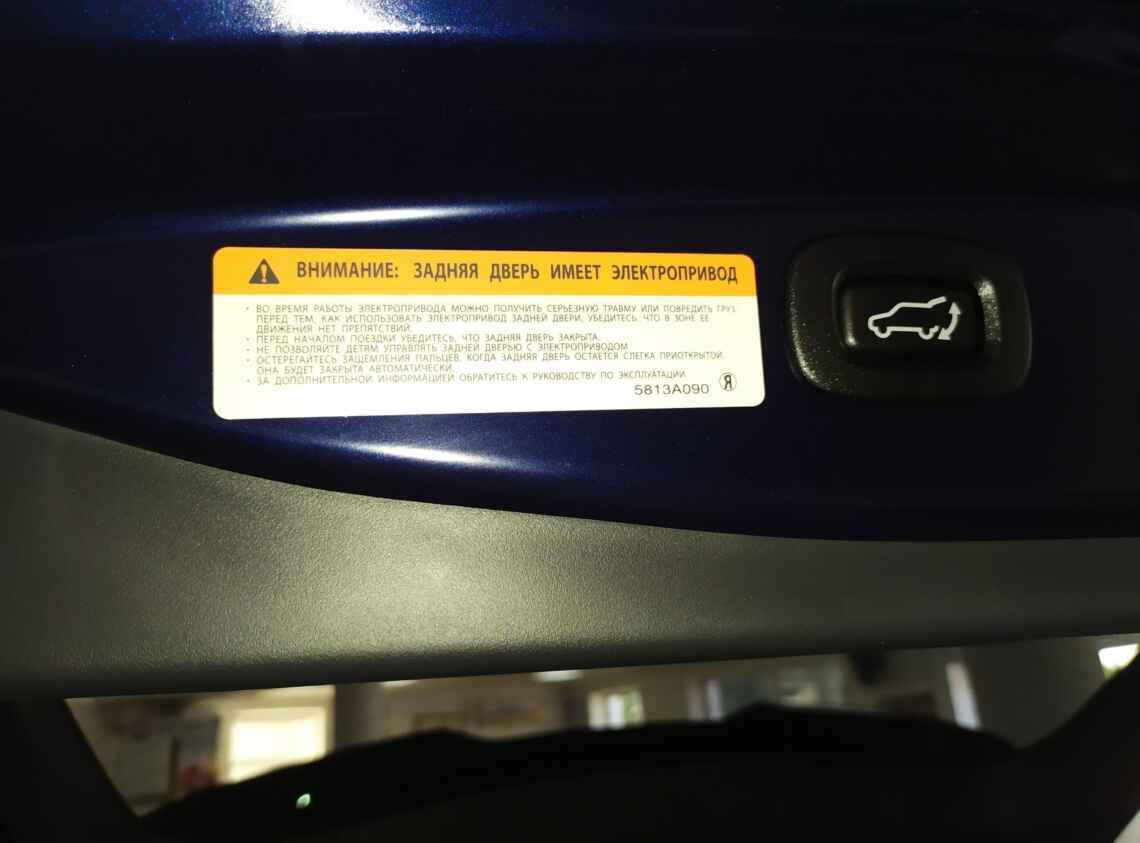 ВНИМАНИЕ: ЗАДНЯЯ ДВЕРЬ ИМЕЕТ ЭЛЕКТРОПРИВОД
• ВО ВРЕМЯ РАБОТЫ ЭЛЕКТРОПРИВОДА МОЖНО ПОЛУЧИТЬ СЕРЬЕЗНУЮ ТРАВМУ ИЛИ ПОВРЕДИТЬ ГРУЗ.
ПЕРЕД ТЕМ, КАК ИСПОЛЬЗОВАТЬ ЭЛЕКТРОПРИВОД ЗАДНЕЙ ДВЕРИ, УБЕДИТЕСЬ, ЧТО В ЗОНЕ ЕЕ
ДВИЖЕНИЯ НЕТ ПРЕПЯТСТВИЙ.
• ПЕРЕД НАЧАЛОМ ПОЕЗДКИ УБЕДИТЕСЬ, ЧТО ЗАДНЯЯ ДВЕРЬ ЗАКРЫТА.
• НЕ ПОЗВОЛЯЙТЕ ДЕТЯМ УПРАВЛЯТЬ ЗАДНЕЙ ДВЕРЬЮ С ЭЛЕКТРОПРИВОДОМ
• ОСТЕРЕГАЙТЕСЬ ЗАЩЕМЛЕНИЯ ПАЛЬЦЕВ, КОГДА ЗАДНЯЯ ДВЕРЬ ОСТАЕТСЯ СЛЕГКА ПРИОТКРЫТОЙ,
ОНА БУДЕТ ЗАКРЫТА АВТОМАТИЧЕСКИ.
• ЗА ДОПОЛНИТЕЛЬНОЙ ИНФОРМАЦИЕЙ ОБРАТИТЕСЬ К РУКОВОДСТВУ ПО ЭКСПЛУАТАЦИИ.
5813A090 Я